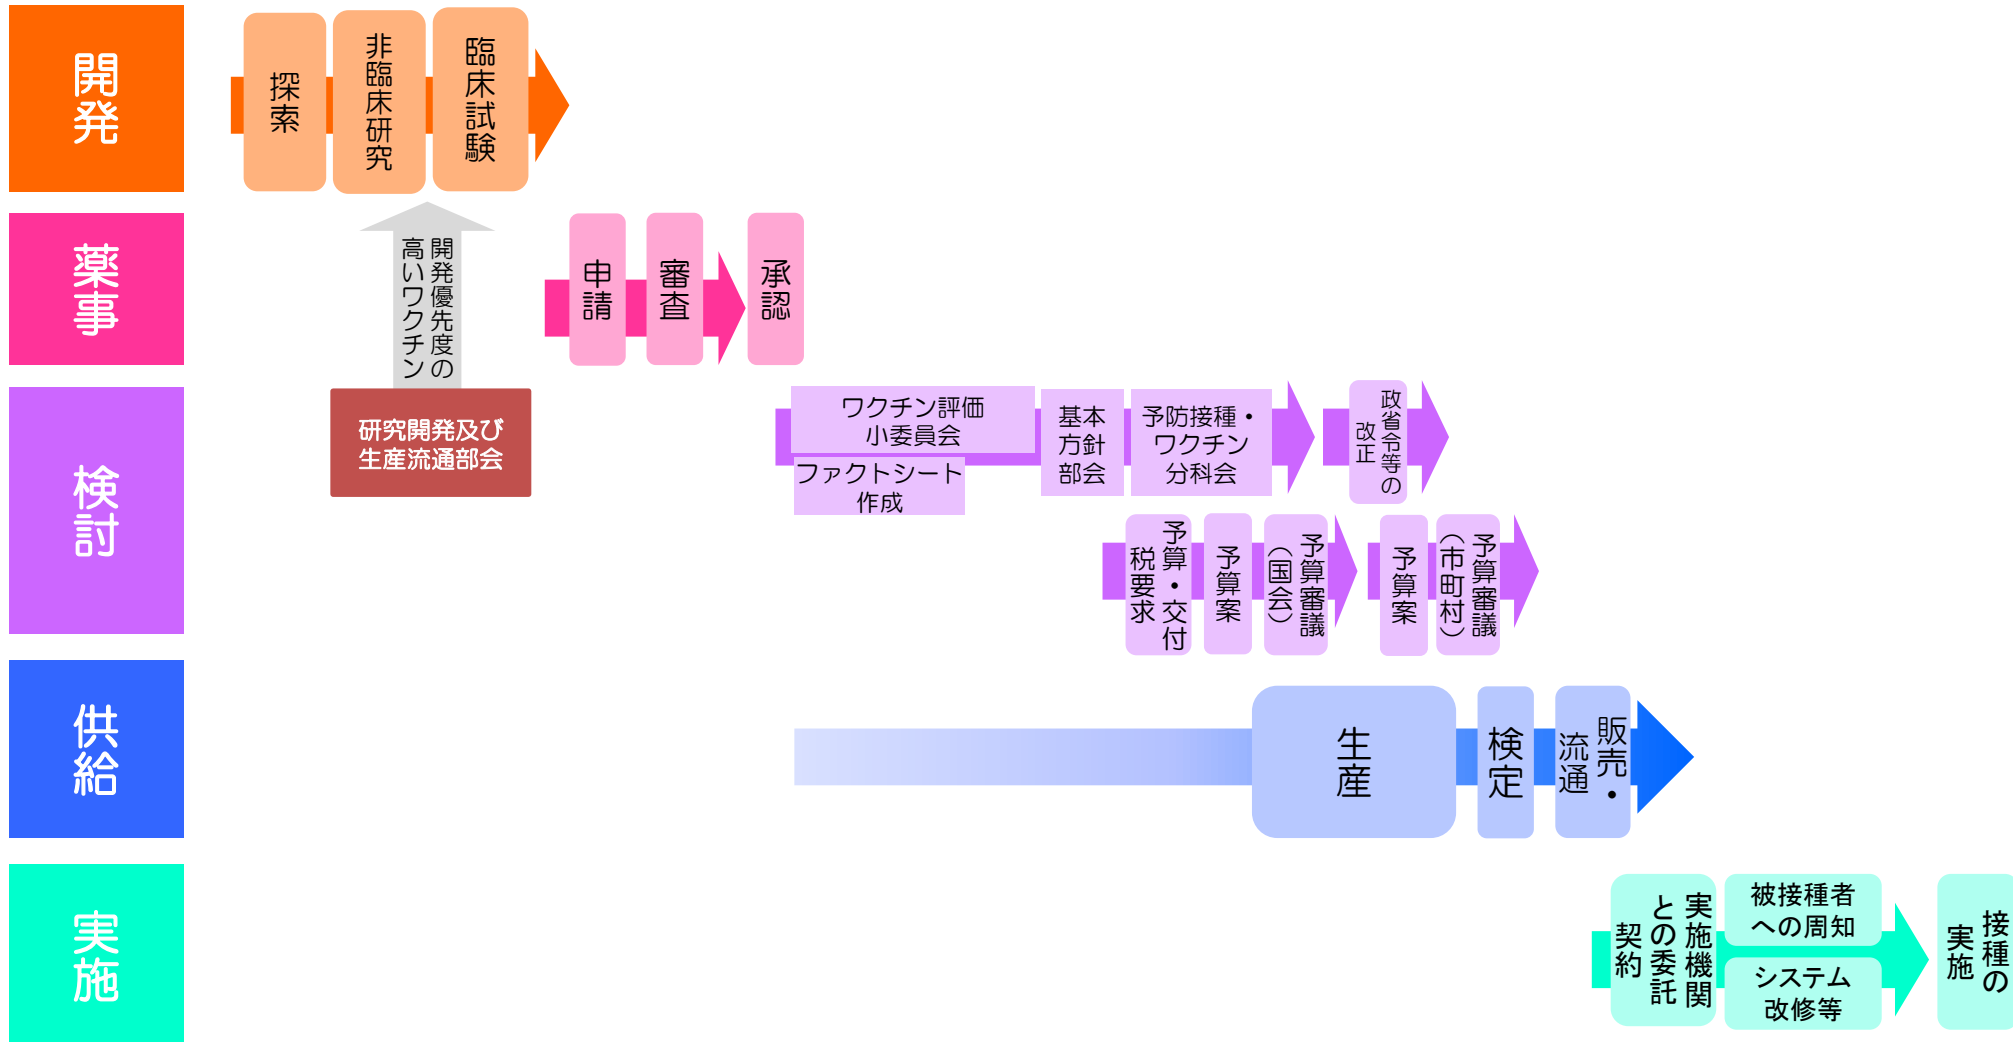 開発
探索
非臨床研究
臨床試験
薬事
開発優先度の
高いワクチン
申請
審査
承認
検討
研究開発及び
生産流通部会
ワクチン評価
小委員会
ファクトシート
作成
基本
方針
部会
予防接種・
ワクチン
分科会
政省令等の
改正
予算・交付
税要求
予算案
予算審議
（国会）
予算案
予算審議
（市町村）
供給
生産
検定
販売・
流通
実施
実施機関
との委託
契約
被接種者
への周知
システム
改修等
接種の
実施